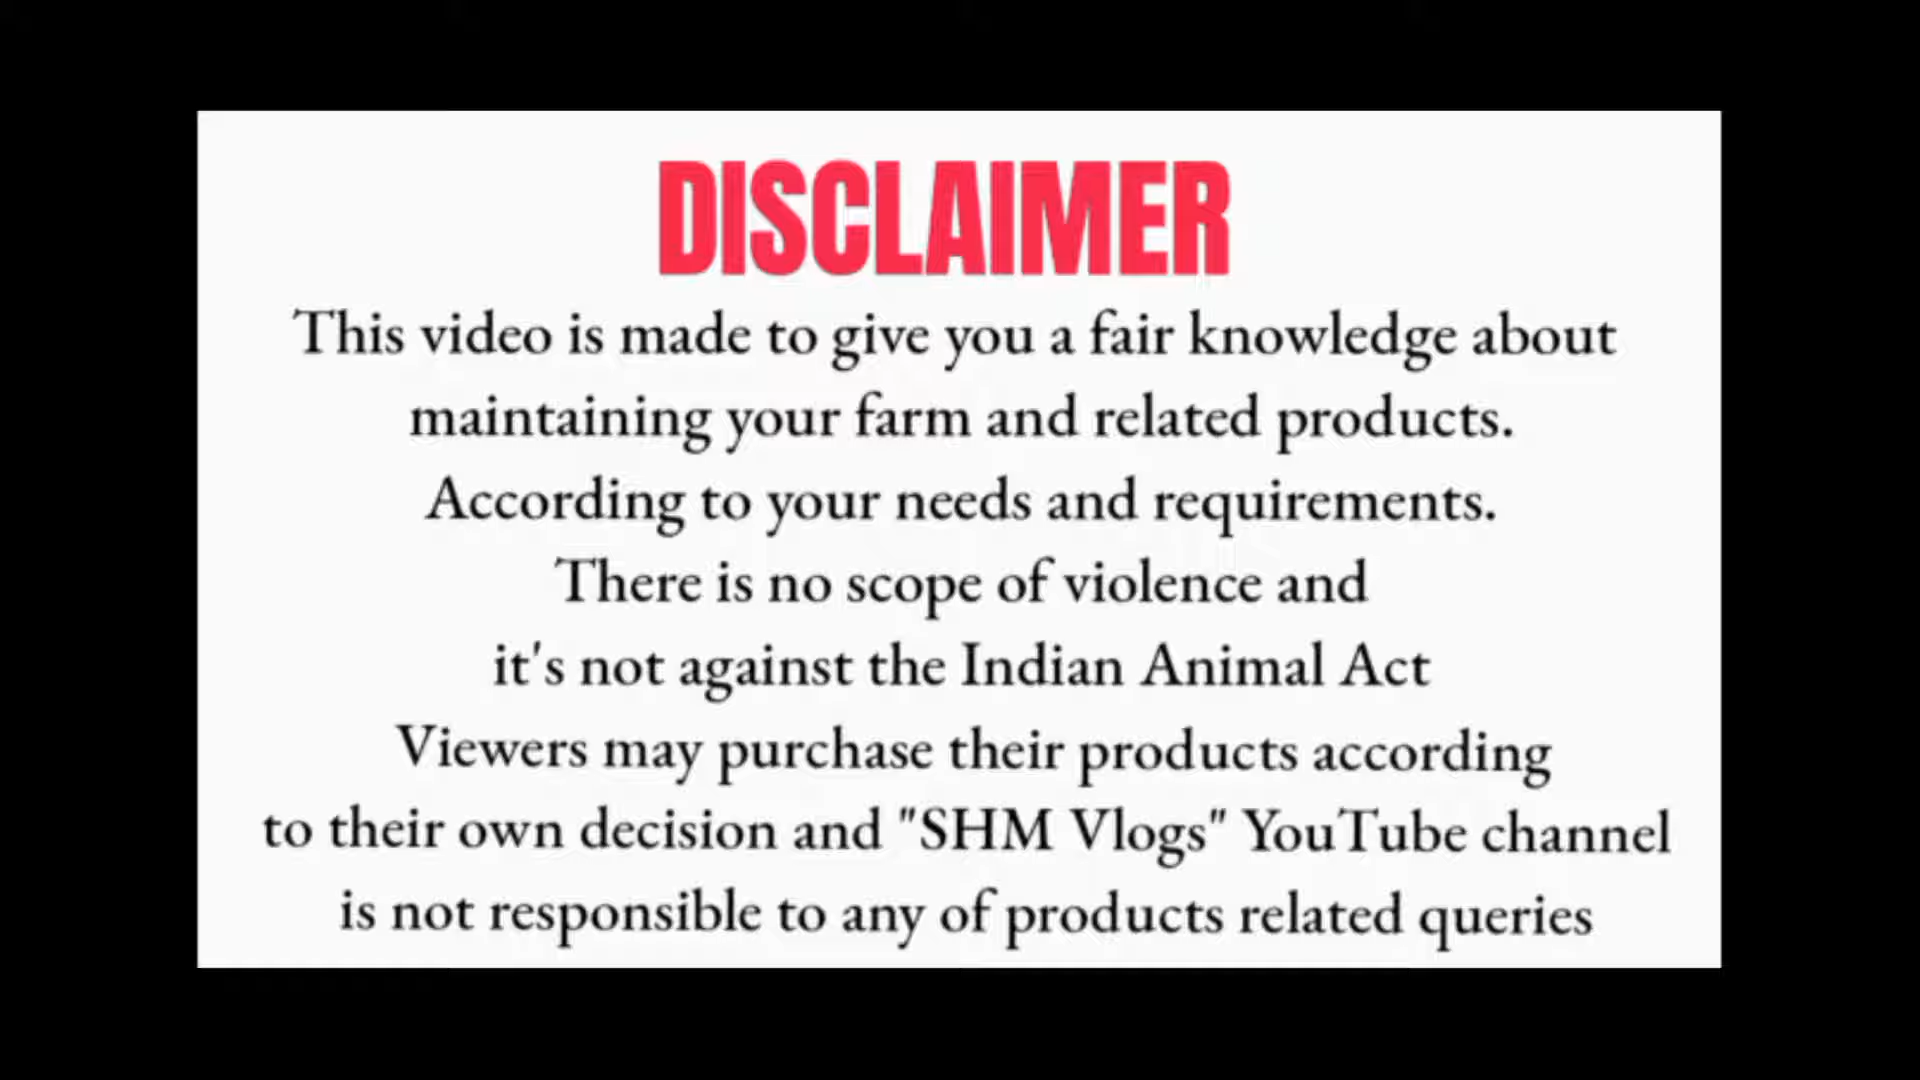 DISCLAIMER
This video is made to give you a fair knowledge about
maintaining your farm and related products.
According to your needs and requirements.
There is no scope of violence and
it's not against the Indian Animal Act
Viewers may purchase their products according
to their own decision and "SHM Vlogs" YouTube channel
is not responsible to any of products related queries